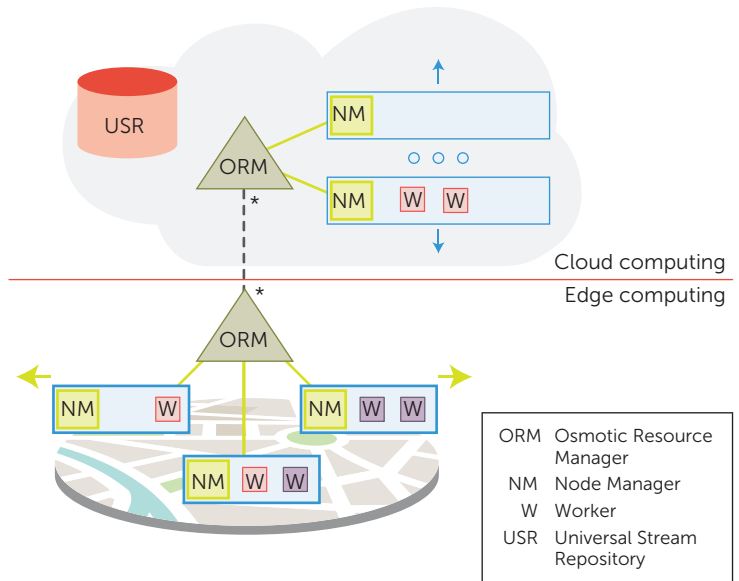 USR
NM
ORM
*
NM W W
Cloud computing
Edge computing
*
ORM
NM W
NM W W
NM W W
ORM Osmotic Resource
Manager
NM Node Manager
W Worker
USR Universal Stream
Repository